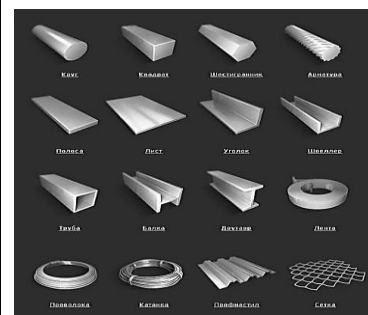 Круг Квадрат Шестигранник Арматура
Полоса Лист Уголок Швеллер
Труба Балка Двутавр Лента
Проволока Катанка Профнастил Сетка